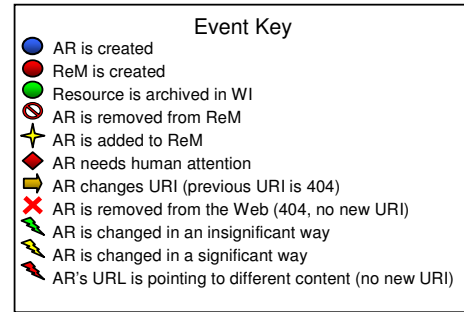 Event Key
AR is created
ReM is created
Resource is archived in WI
AR is removed from ReM
AR is added to ReM
AR needs human attention
AR changes URI (previous URI is 404)
AR is removed from the Web (404, no new URI)
AR is changed in an insignificant way
AR is changed in a significant way
AR's URL is pointing to different content (no new URI)